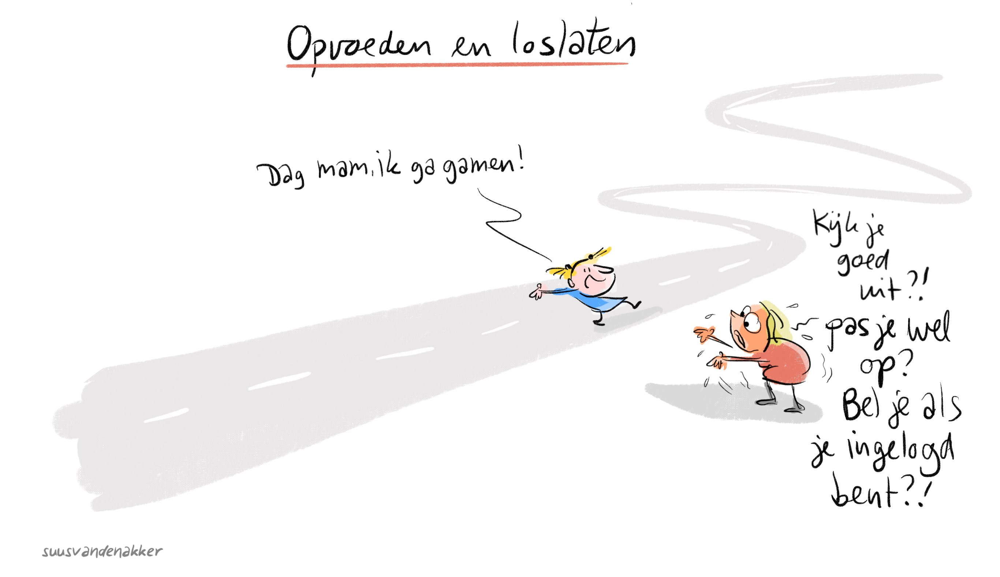 Opvoeden en loslaten
Dag mam, ik ga gamen!
Kijk je
goed
uit?!
pas je wel
op?
Bel je als
je ingelogd
bent?!
suusvandenakker